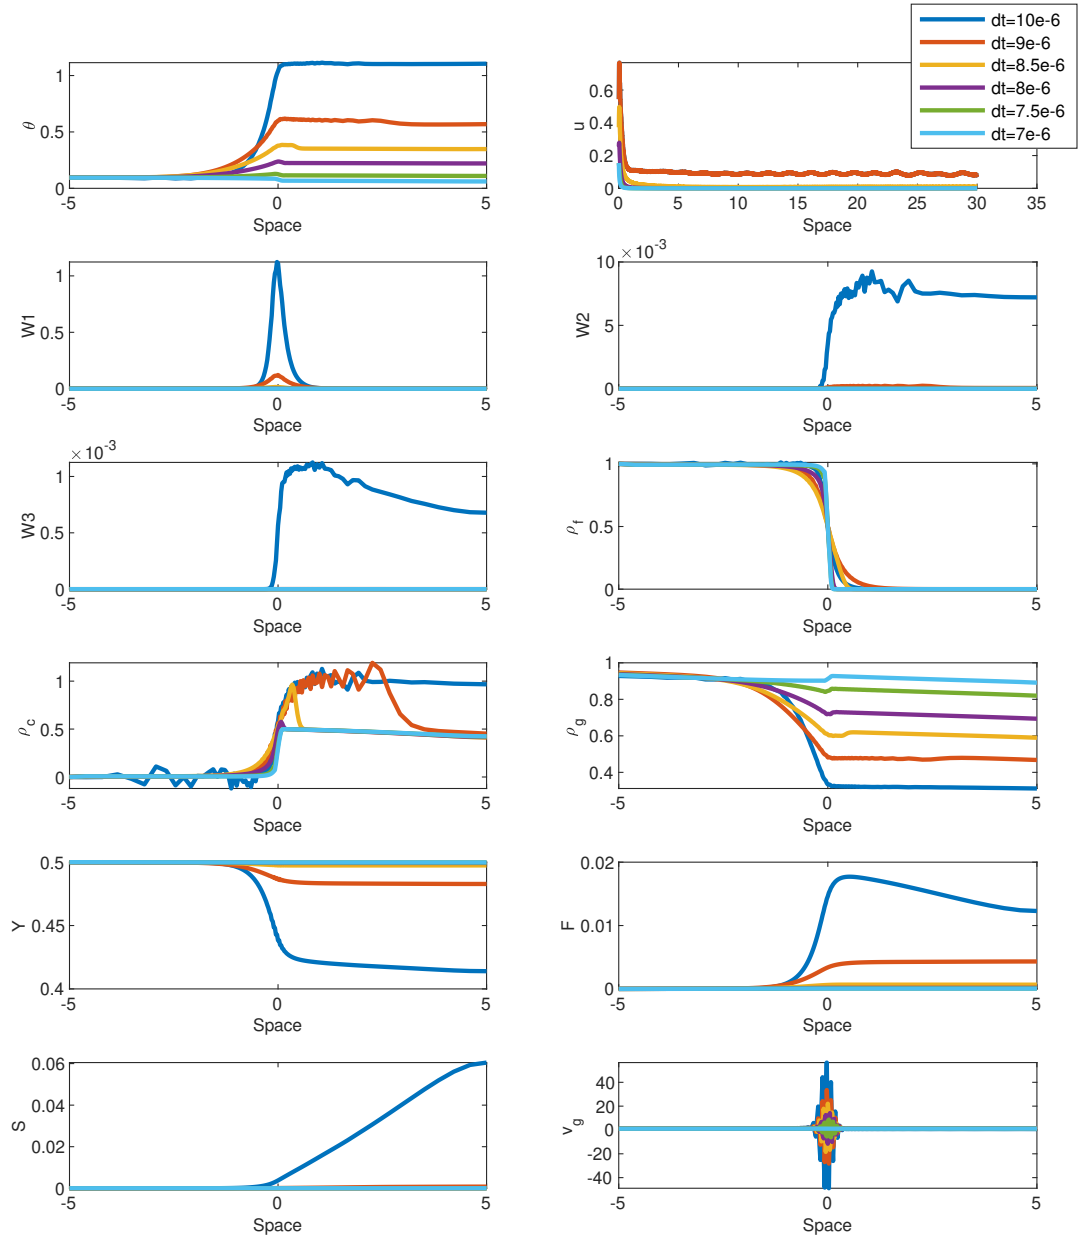 dt=10e-6
dt=9e-6
dt=8.5e-6
dt=8e-6
dt=7.5e-6
dt=7e-6
1
0.5
0
θ
-5 0 5
Space
0.6
0.4
0.2
0
u
0 5 10 15 20 25 30 35
Space
1
0.5
0
W1
-5 0 5
Space
×10-3
10
5
0
W2
-5 0 5
Space
×10-3
1
0.5
0
W3
-5 0 5
Space
1
0.5
0
ρf
-5 0 5
Space
1
0.5
0
ρc
-5 0 5
Space
1
0.8
0.6
0.4
ρg
-5 0 5
Space
0.5
0.45
0.4
Y
-5 0 5
Space
0.02
0.01
0
F
-5 0 5
Space
0.06
0.04
0.02
0
S
-5 0 5
Space
40
20
0
-20
-40
vg
-5 0 5
Space